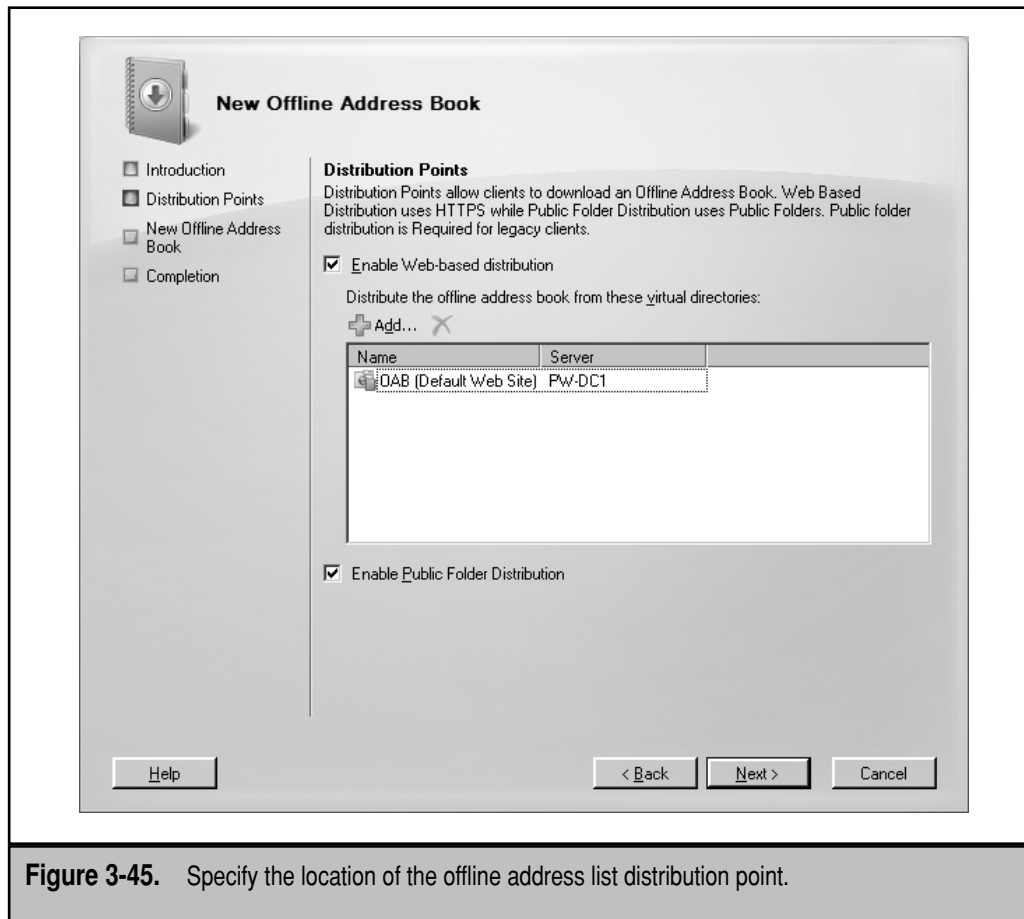 New Offline Address Book
Introduction
Distribution Points
New Offline Address
Book
Completion
Distribution Points
Distribution Points allow clients to download an Offline Address Book. Web Based
Distribution uses HTTPS while Public Folder Distribution uses Public Folders. Public folder
distribution is Required for legacy clients.
Enable Web-based distribution
Distribute the offline address book from these virtual directories:
Add...
Name Server
OAB (Default Web Site) PW-DC1
Enable Public Folder Distribution
Help < Back Next > Cancel
Figure 3-45. Specify the location of the offline address list distribution point.